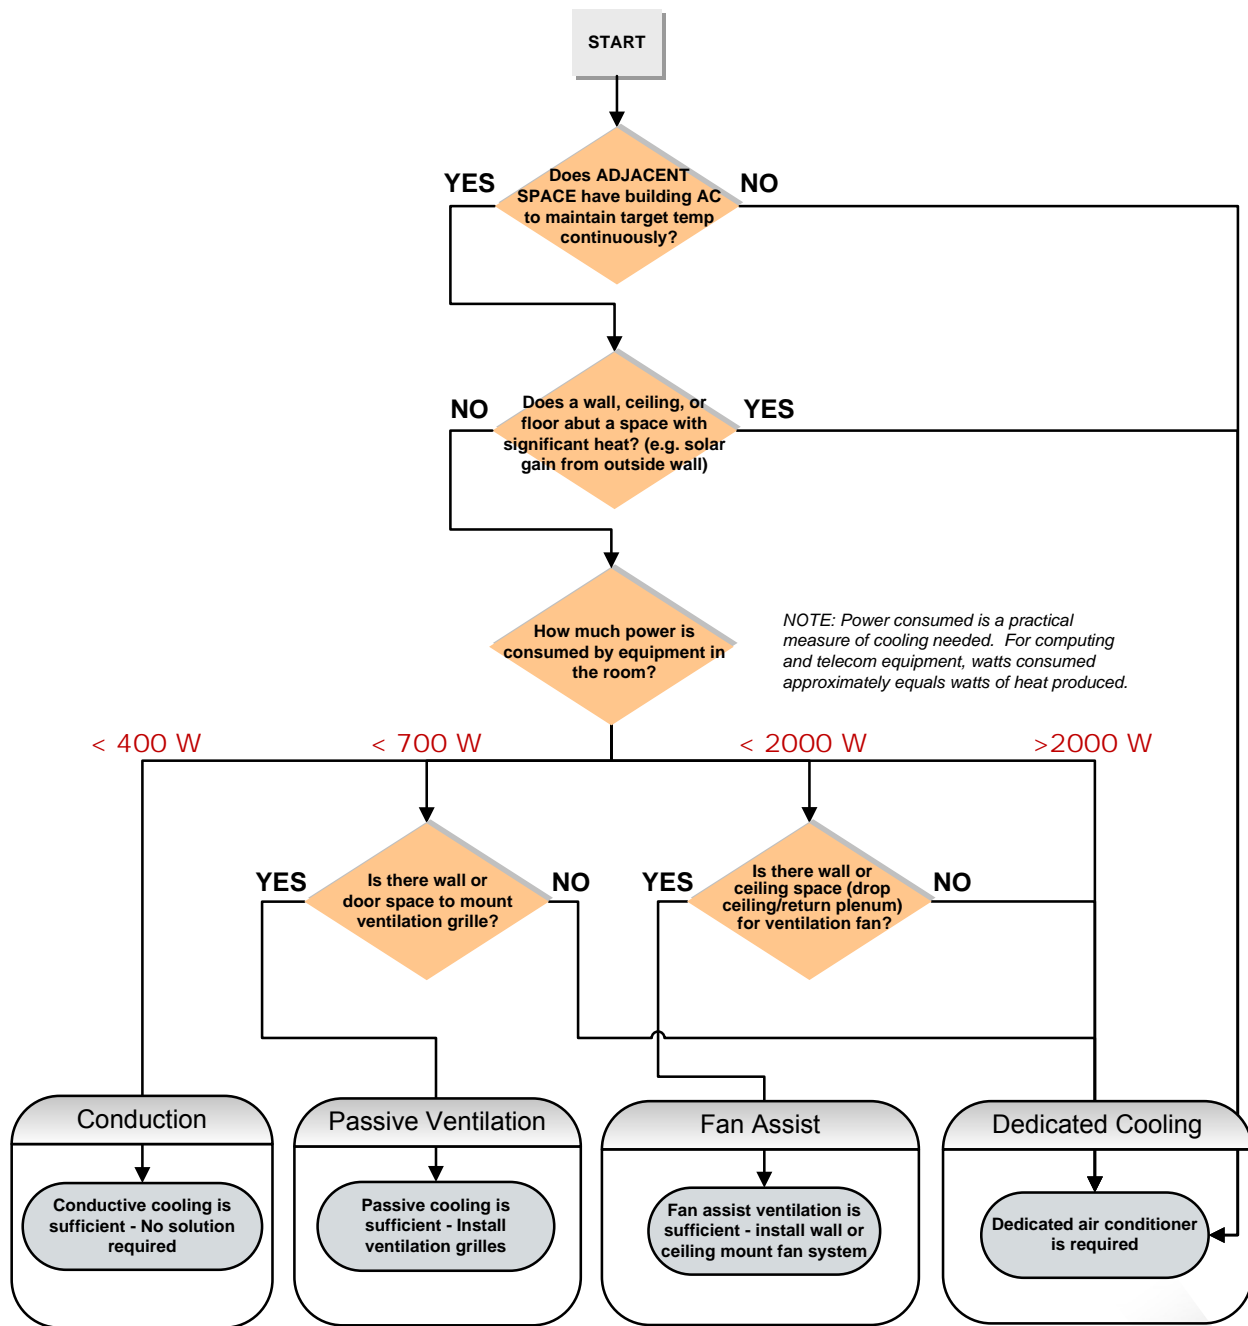 START
Does ADJACENT
SPACE have building AC
to maintain target temp
continuously?
YES
NO
Does a wall, ceiling, or
floor abut a space with
significant heat? (e.g. solar
gain from outside wall)
NO
YES
How much power is
consumed by equipment in
the room?
NOTE: Power consumed is a practical
measure of cooling needed. For computing
and telecom equipment, watts consumed
approximately equals watts of heat produced.
< 400 W
< 700 W
< 2000 W
>2000 W
YES
Is there wall or
door space to mount
ventilation grille?
NO
YES
Is there wall or
ceiling space (drop
ceiling/return plenum)
for ventilation fan?
NO
Conduction
Conductive cooling is
sufficient - No solution
required
Passive Ventilation
Passive cooling is
sufficient - Install
ventilation grilles
Fan Assist
Fan assist ventilation is
sufficient - install wall or
ceiling mount fan system
Dedicated Cooling
Dedicated air conditioner
is required